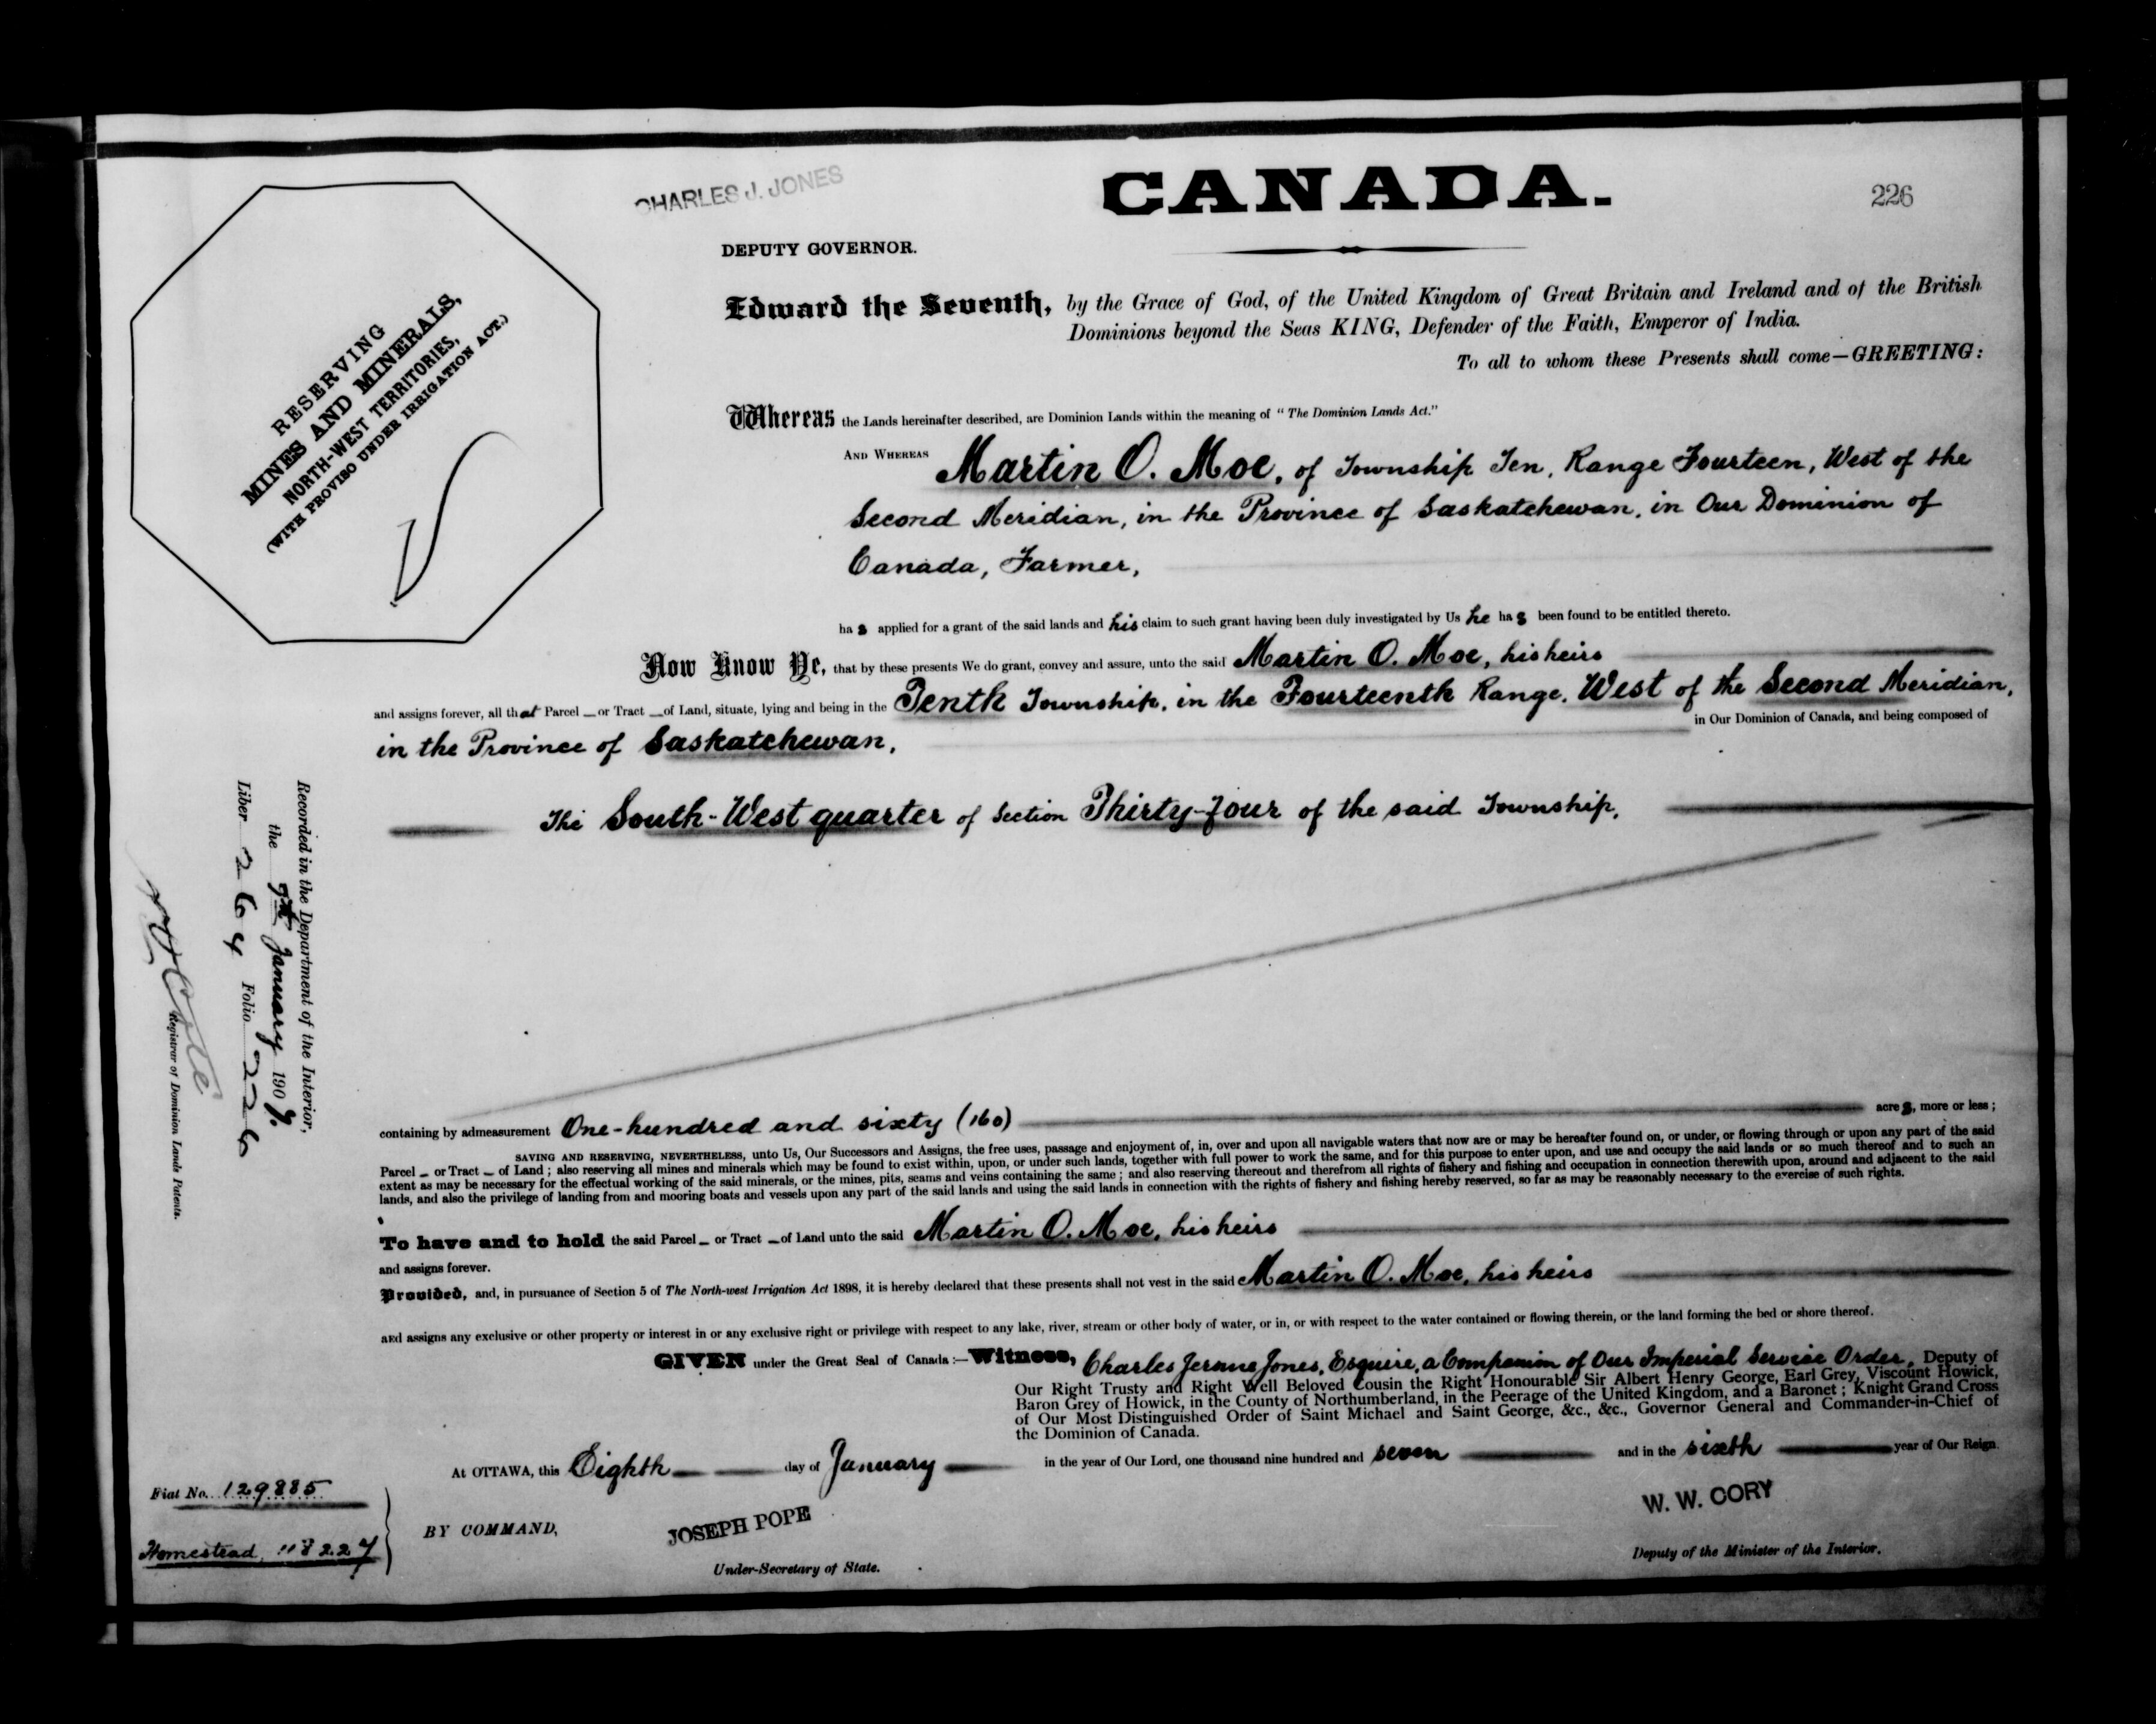 CHARLES J. JONES
CANADA.
226
DEPUTY GOVERNOR.
RESERVING
MINES AND MINERALS,
NORTH-WEST TERRITORIES,
(WITH PROVISO UNDER IRRIGATION ACT.)
Edward the Seventh, by the Grace of God, of the United Kingdom of Great Britain and Ireland and of the British
Dominions beyond the Seas KING, Defender of the Faith, Emperor of India.
To all to whom these Presents shall come—GREETING:
Whereas the Lands hereinafter described, are Dominion Lands within the meaning of "The Dominion Lands Act."
AND WHEREAS Martin O. Moe, of Township Ten, Range Fourteen, West of the
Second Meridian, in the Province of Saskatchewan, in Our Dominion of
Canada, Farmer,
ha s applied for a grant of the said lands and his claim to such grant having been duly investigated by Us he ha s been found to be entitled thereto.
Now Know Ye, that by these presents We do grant, convey and assure, unto the said Martin O. Moe, his heirs
and assigns forever, all that Parcel — or Tract — of Land, situate, lying and being in the Tenth Township, in the Fourteenth Range, West of the Second Meridian,
in the Province of Saskatchewan, in Our Dominion of Canada, and being composed of
The South-West quarter of Section Thirty-four of the said Township,
containing by admeasurement One-hundred and sixty (160) acres, more or less;
SAVING AND RESERVING, NEVERTHELESS, unto Us, Our Successors and Assigns, the free uses, passage and enjoyment of, in, over and upon all navigable waters that now are or may be hereafter found on, or under, or flowing through or upon any part of the said
Parcel — or Tract — of Land; also reserving all mines and minerals which may be found to exist within, upon, or under such lands, together with full power to work the same, and for this purpose to enter upon, and use and occupy the said lands or so much thereof and to such an
extent as may be necessary for the effectual working of the said minerals, or the mines, pits, seams and veins containing the same; and also reserving thereout and therefrom all rights of fishery and fishing and occupation in connection therewith upon, around and adjacent to the said
lands, and also the privilege of landing from and mooring boats and vessels upon any part of the said lands and using the said lands in connection with the rights of fishery and fishing hereby reserved, so far as may be reasonably necessary to the exercise of such rights.
To have and to hold the said Parcel — or Tract — of Land unto the said Martin O. Moe, his heirs
and assigns forever.
Provided, and, in pursuance of Section 5 of The North-west Irrigation Act 1898, it is hereby declared that these presents shall not vest in the said Martin O. Moe, his heirs
and assigns any exclusive or other property or interest in or any exclusive right or privilege with respect to any lake, river, stream or other body of water, or in, or with respect to the water contained or flowing therein, or the land forming the bed or shore thereof.
GIVEN under the Great Seal of Canada:—Witness, Charles Jerome Jones, Esquire, a Companion of Our Imperial Service Order, Deputy of
Our Right Trusty and Right Well Beloved Cousin the Right Honourable Sir Albert Henry George, Earl Grey, Viscount Howick,
Baron Grey of Howick, in the County of Northumberland, in the Peerage of the United Kingdom, and a Baronet; Knight Grand Cross
of Our Most Distinguished Order of Saint Michael and Saint George, &c., &c., Governor General and Commander-in-Chief of
the Dominion of Canada.
At OTTAWA, this Eighth day of January in the year of Our Lord, one thousand nine hundred and seven and in the sixth year of Our Reign.
Fiat No. 129885
Homestead, 118227
BY COMMAND,
JOSEPH POPE
Under-Secretary of State.
W. W. CORY
Deputy of the Minister of the Interior.
Recorded in the Department of the Interior,
the 9th January 1907.
Liber 264 Folio 226
Registrar of Dominion Lands Patents.